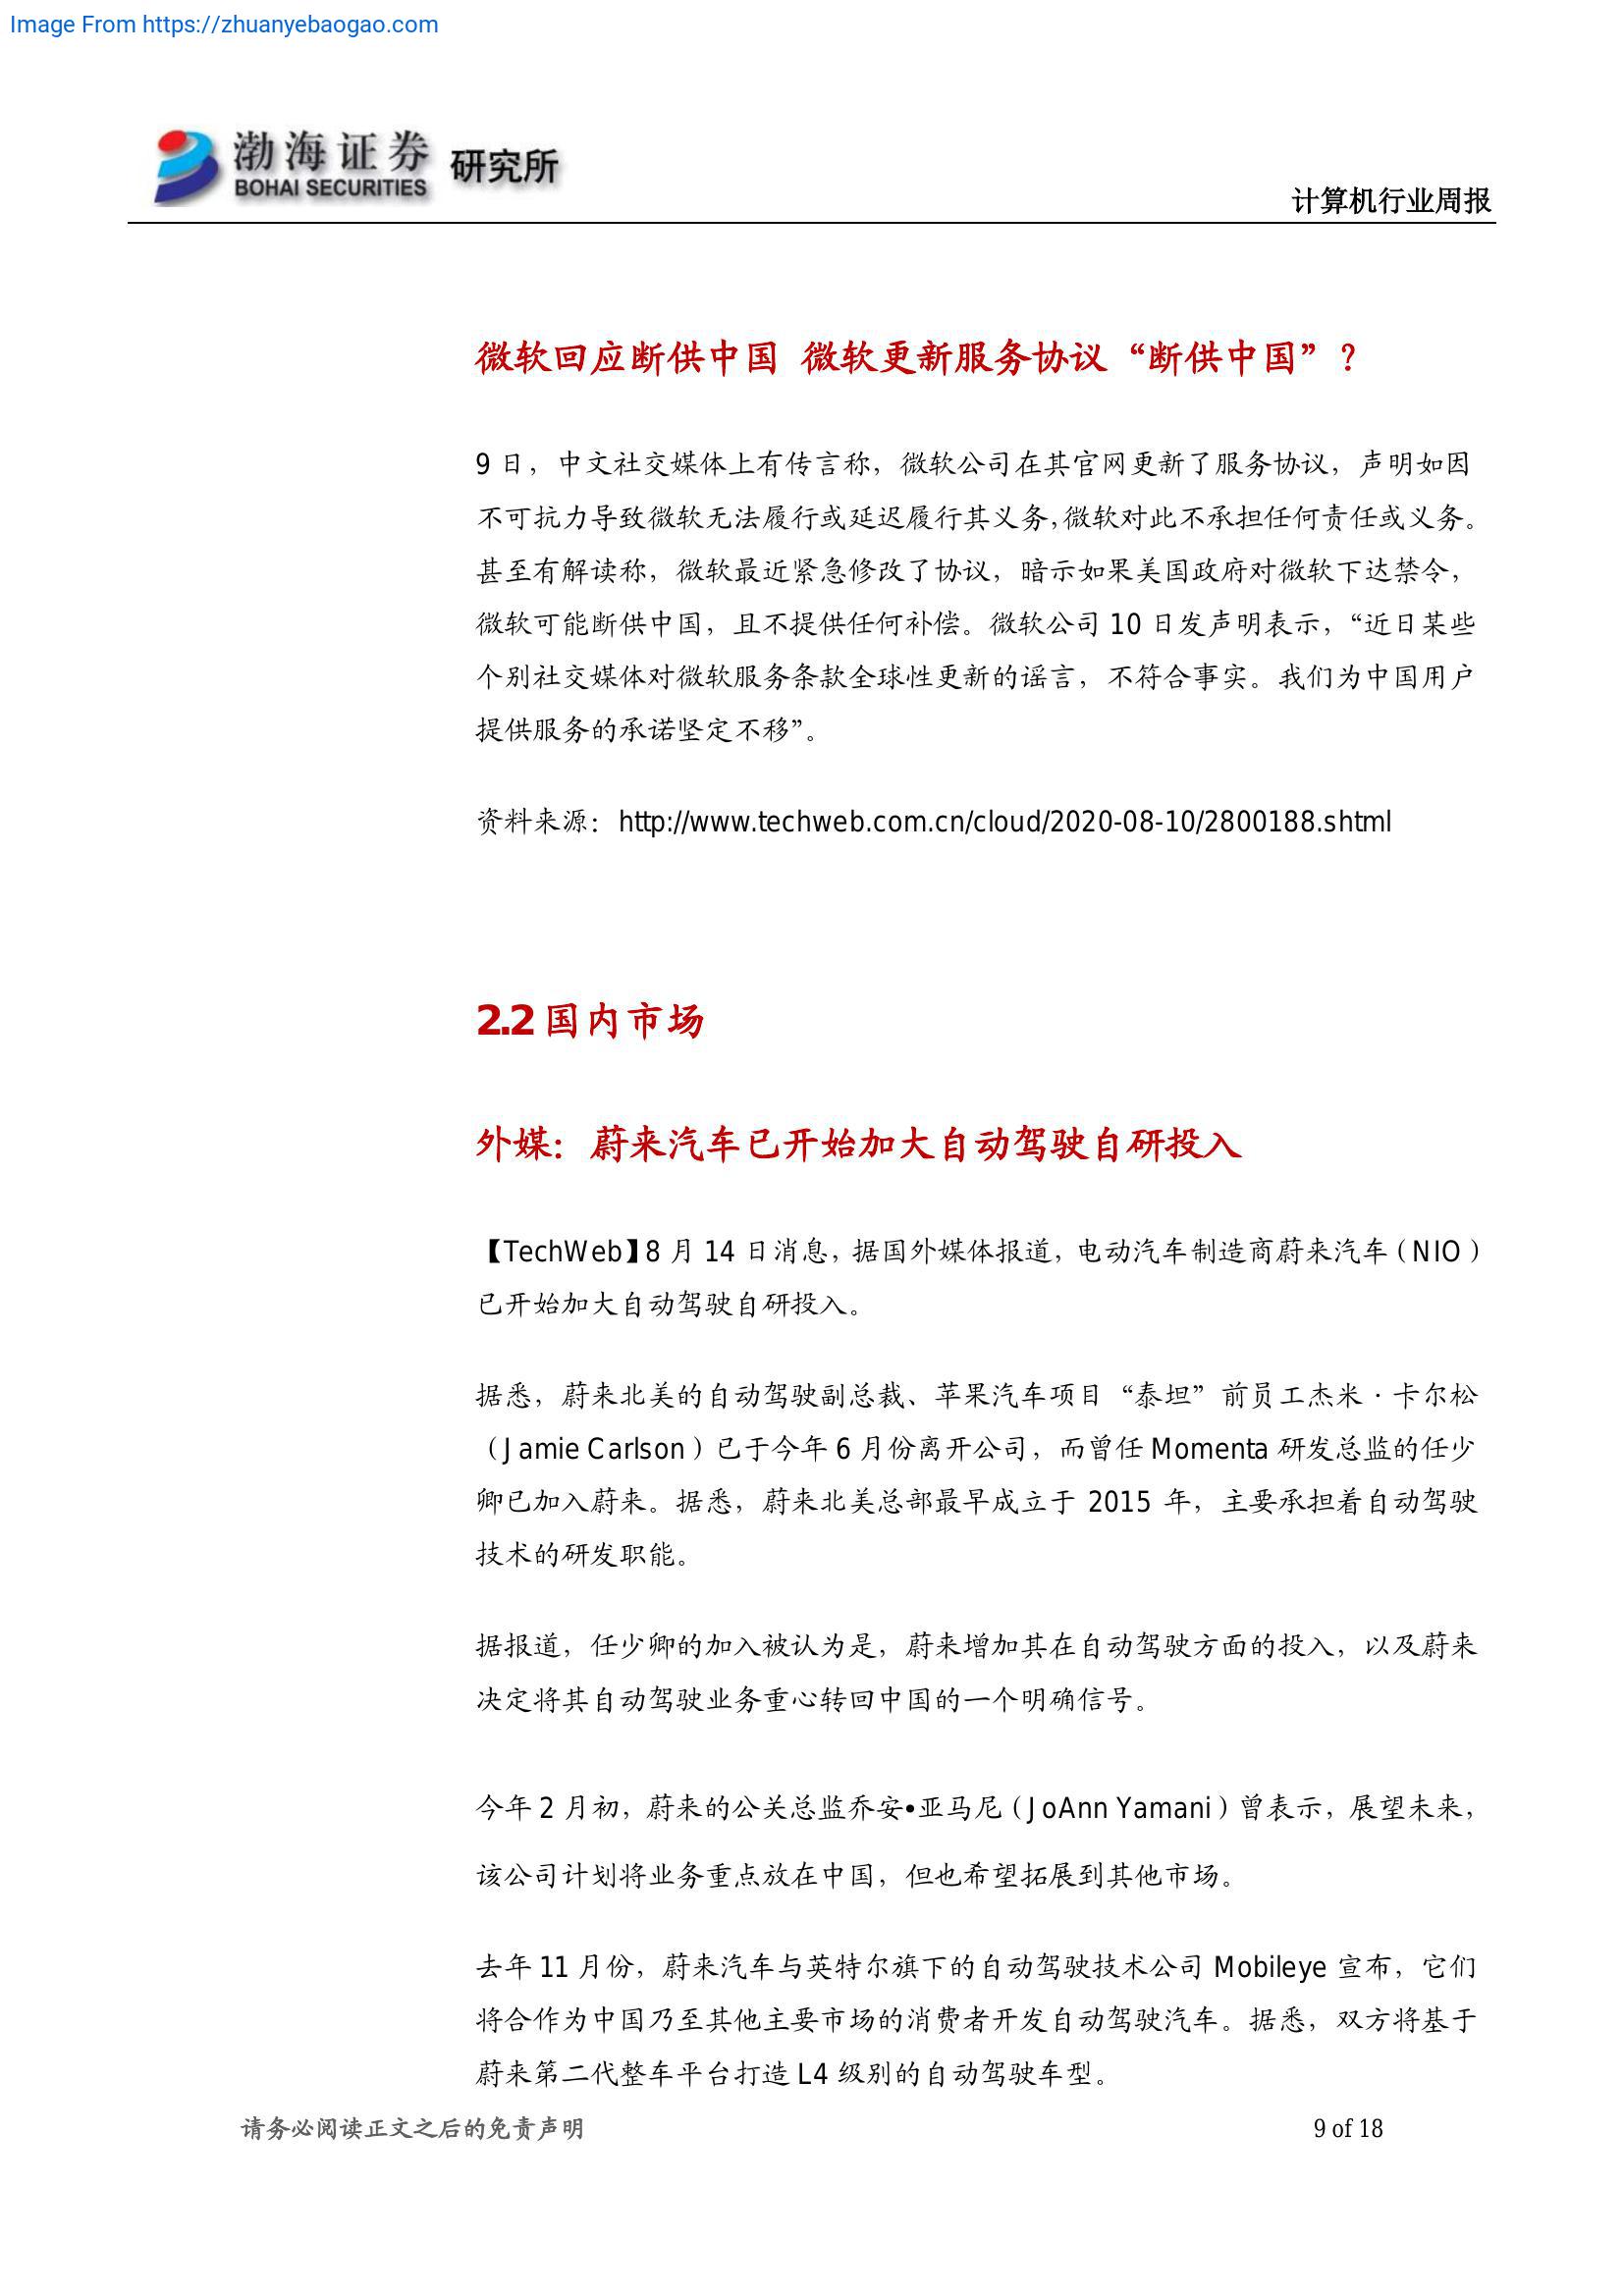 Image From https://zhuanyebaogao.com
渤海证券 研究所
BOHAI SECURITIES
计算机行业周报
微软回应断供中国 微软更新服务协议“断供中国”？
9 日，中文社交媒体上有传言称，微软公司在其官网更新了服务协议，声明如因
不可抗力导致微软无法履行或延迟履行其义务，微软对此不承担任何责任或义务。
甚至有解读称，微软最近紧急修改了协议，暗示如果美国政府对微软下达禁令，
微软可能断供中国，且不提供任何补偿。微软公司 10 日发声明表示，“近日某些
个别社交媒体对微软服务条款全球性更新的谣言，不符合事实。我们为中国用户
提供服务的承诺坚定不移”。
资料来源：http://www.techweb.com.cn/cloud/2020-08-10/2800188.shtml
2.2 国内市场
外媒：蔚来汽车已开始加大自动驾驶自研投入
【TechWeb】8 月 14 日消息，据国外媒体报道，电动汽车制造商蔚来汽车（NIO）
已开始加大自动驾驶自研投入。
据悉，蔚来北美的自动驾驶副总裁、苹果汽车项目“泰坦”前员工杰米·卡尔松
（Jamie Carlson）已于今年 6 月份离开公司，而曾任 Momenta 研发总监的任少
卿已加入蔚来。据悉，蔚来北美总部最早成立于 2015 年，主要承担着自动驾驶
技术的研发职能。
据报道，任少卿的加入被认为是，蔚来增加其在自动驾驶方面的投入，以及蔚来
决定将其自动驾驶业务重心转回中国的一个明确信号。
今年 2 月初，蔚来的公关总监乔安•亚马尼（JoAnn Yamani）曾表示，展望未来，
该公司计划将业务重点放在中国，但也希望拓展到其他市场。
去年 11 月份，蔚来汽车与英特尔旗下的自动驾驶技术公司 Mobileye 宣布，它们
将合作为中国乃至其他主要市场的消费者开发自动驾驶汽车。据悉，双方将基于
蔚来第二代整车平台打造 L4 级别的自动驾驶车型。
请务必阅读正文之后的免责声明
9 of 18